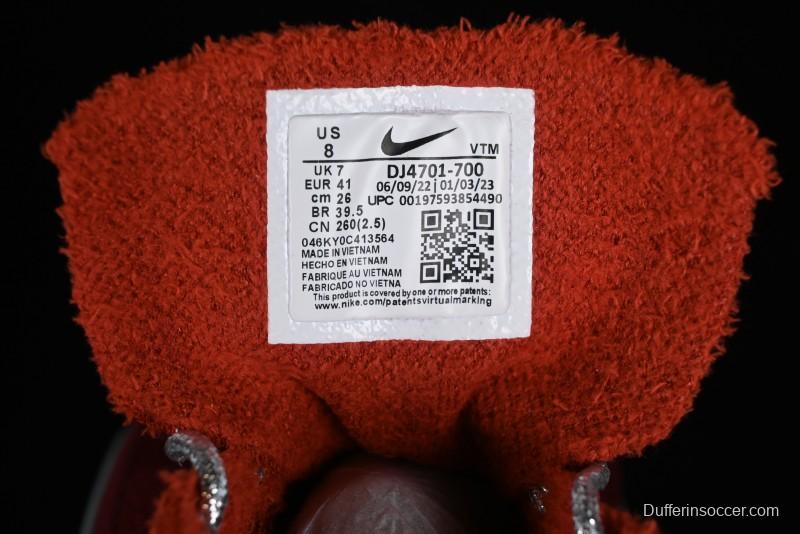 US
8
VTM
UK 7
DJ4701-700
EUR 41
06/09/22 | 01/03/23
cm 26
UPC 00197593854490
BR 39.5
CN 260(2.5)
046KY0C413564
MADE IN VIETNAM
HECHO EN VIETNAM
FABRIQUE AU VIETNAM
FABRICADO NO VIETNA
This product is covered by one or more patents:
www.nike.com/patentsvirtualmarking
Dufferinsoccer.com